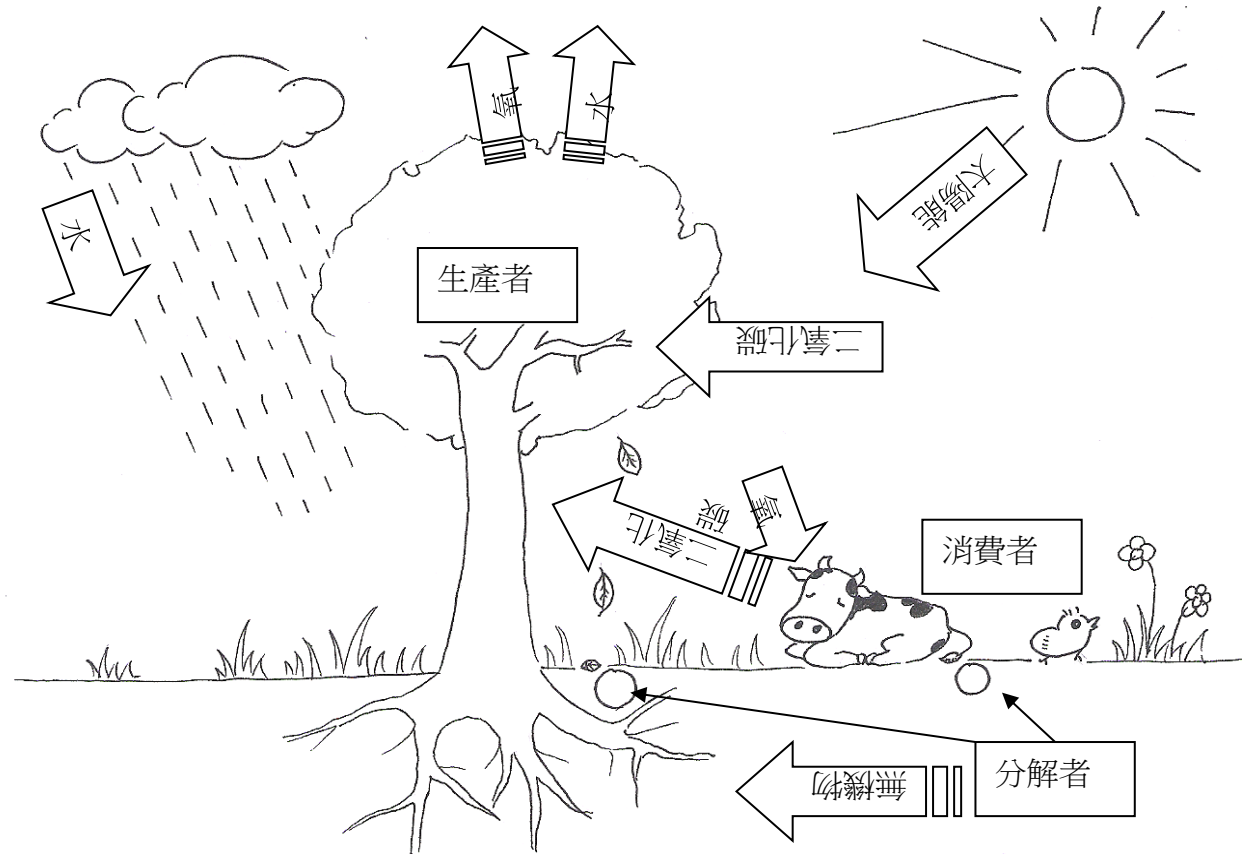 氧
水
太陽能
水
生產者
二氧化碳
氧
二氧化
碳
消費者
分解者
無機物